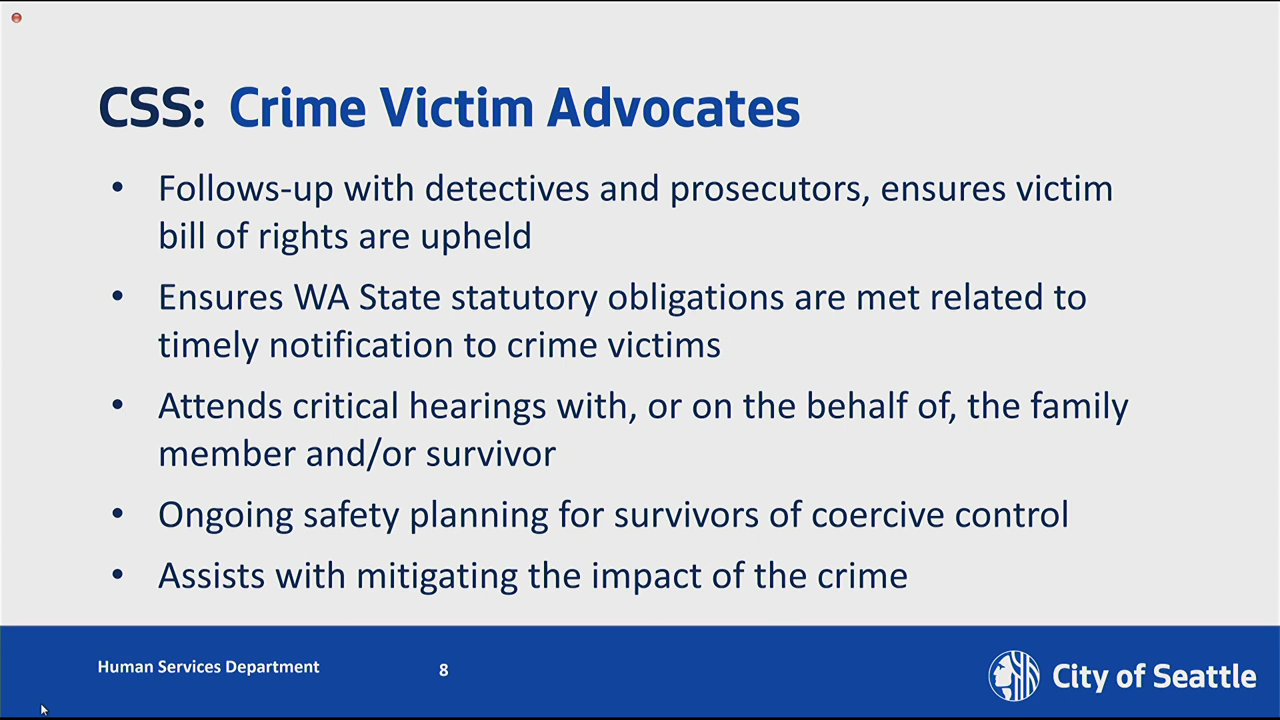 CSS: Crime Victim Advocates
• Follows-up with detectives and prosecutors, ensures victim
bill of rights are upheld
• Ensures WA State statutory obligations are met related to
timely notification to crime victims
• Attends critical hearings with, or on the behalf of, the family
member and/or survivor
• Ongoing safety planning for survivors of coercive control
• Assists with mitigating the impact of the crime
Human Services Department
8
City of Seattle